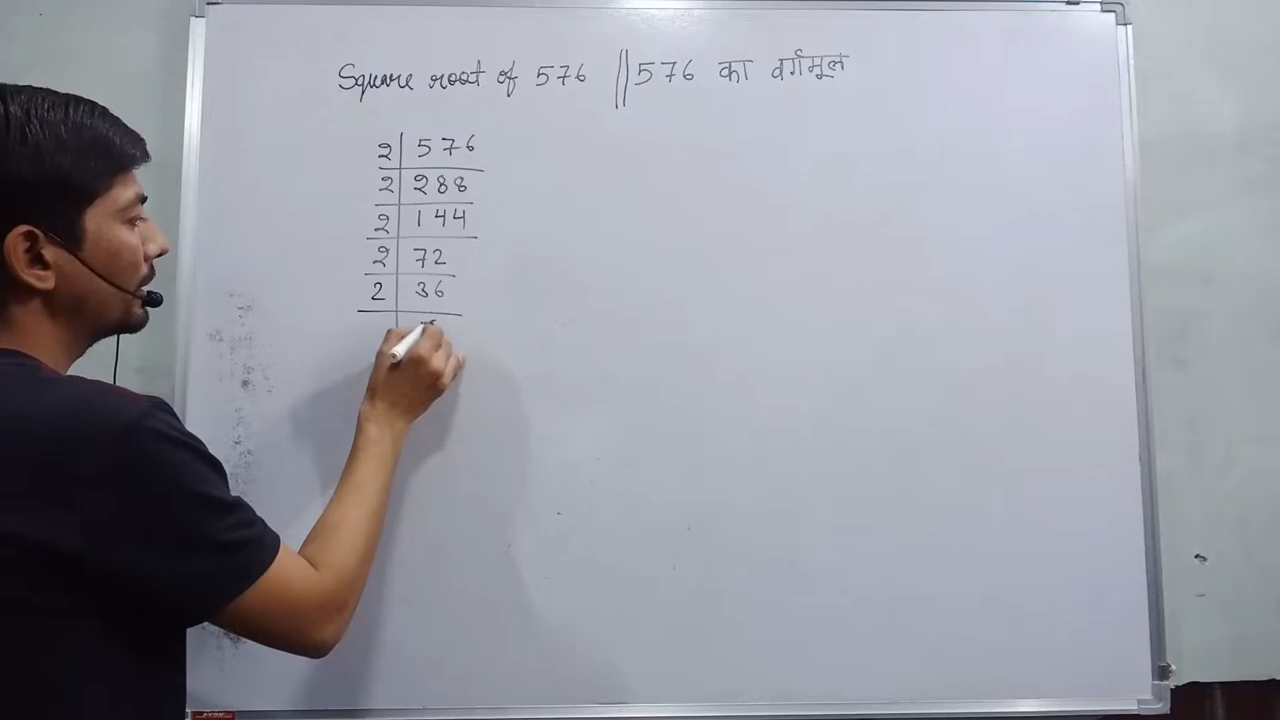 Square root of 576 || 576 का वर्गमूल
2 | 576
2 | 288
2 | 144
2 | 72
2 | 36